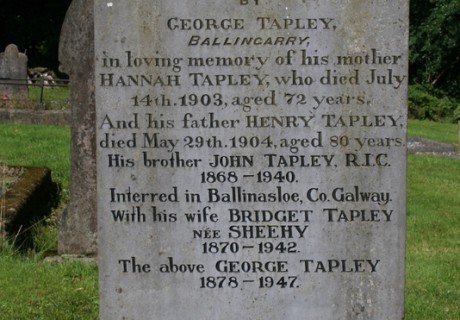 BY
GEORGE TAPLEY,
BALLINGARRY,
in loving memory of his mother
HANNAH TAPLEY, who died July
14th. 1903, aged 72 years.
And his father HENRY TAPLEY,
died May 29th. 1904, aged 80 years.
His brother JOHN TAPLEY, R.I.C.
1868-1940.
Interred in Ballinasloe, Co. Galway.
With his wife BRIDGET TAPLEY
NÉE SHEEHY
1870-1942.
The above GEORGE TAPLEY
1878-1947.